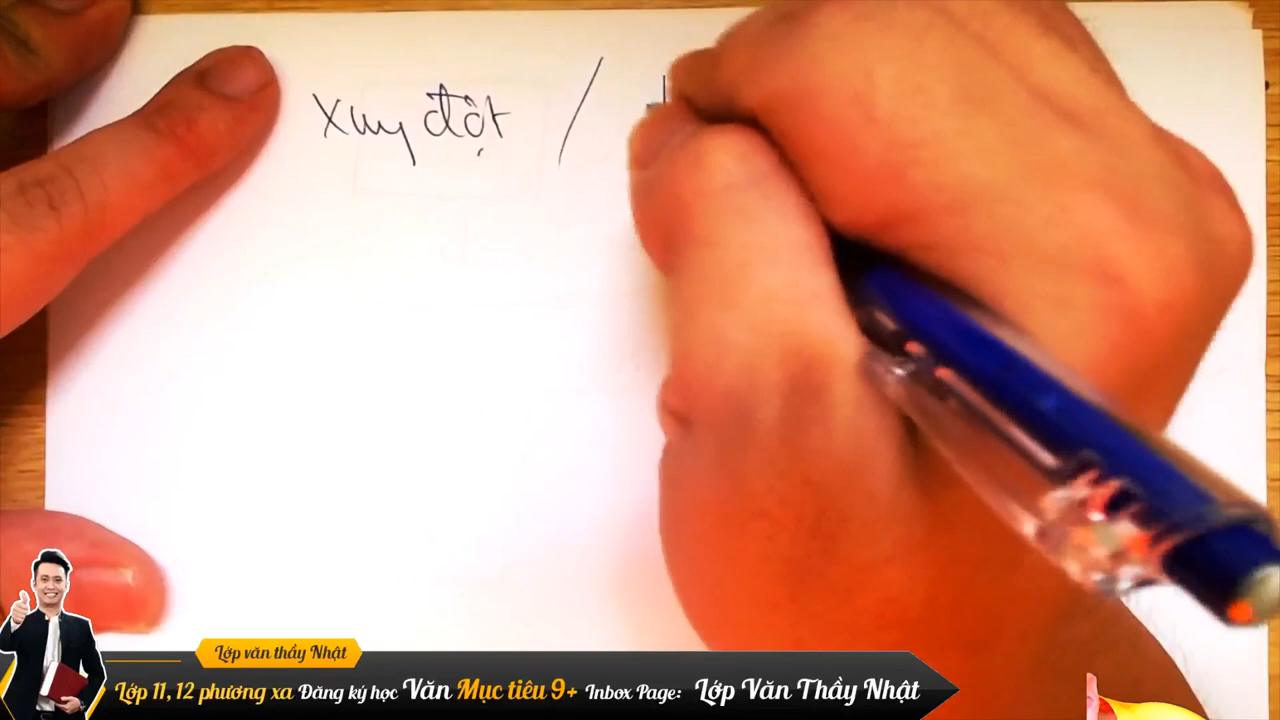 xuy đột /
Lớp văn thầy Nhật
Lớp 11, 12 phương xa Đăng ký học Văn Mục tiêu 9+ Inbox Page: Lớp Văn Thầy Nhật